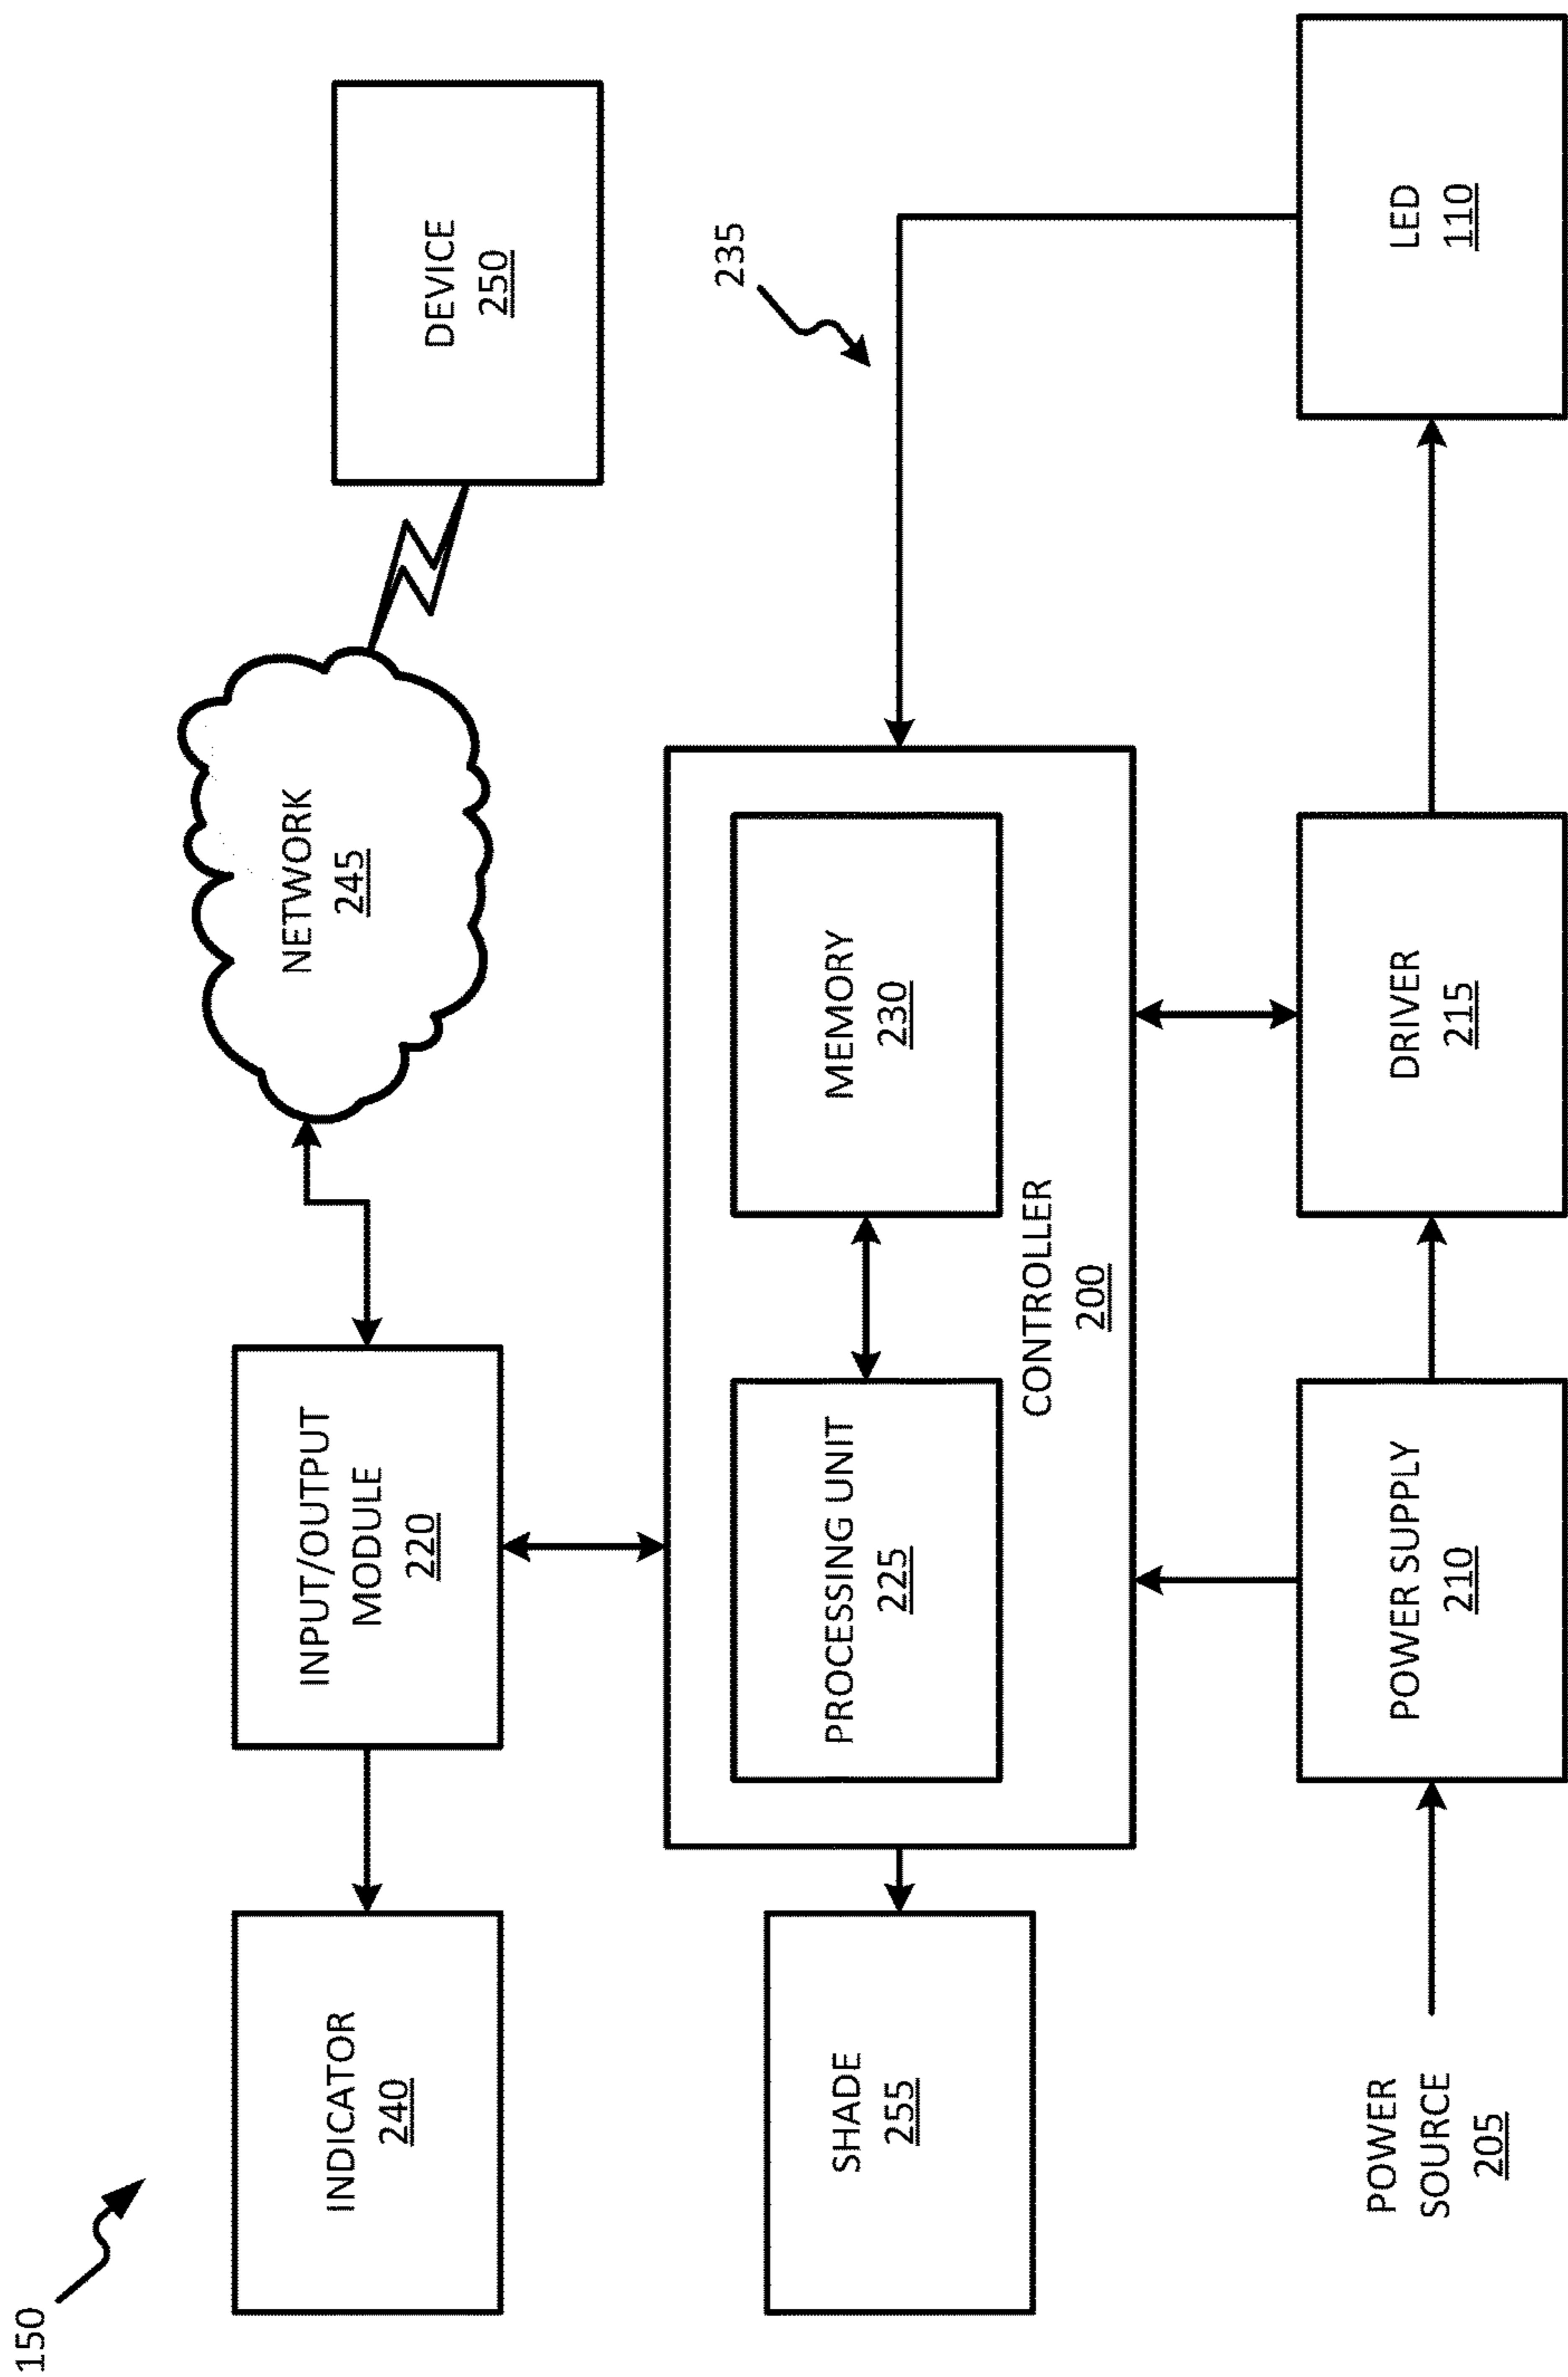 150
INDICATOR
240
INPUT/OUTPUT
MODULE
220
NETWORK
245
DEVICE
250
SHADE
255
PROCESSING UNIT
225
MEMORY
230
CONTROLLER
200
235
POWER
SOURCE
205
POWER SUPPLY
210
DRIVER
215
LED
110